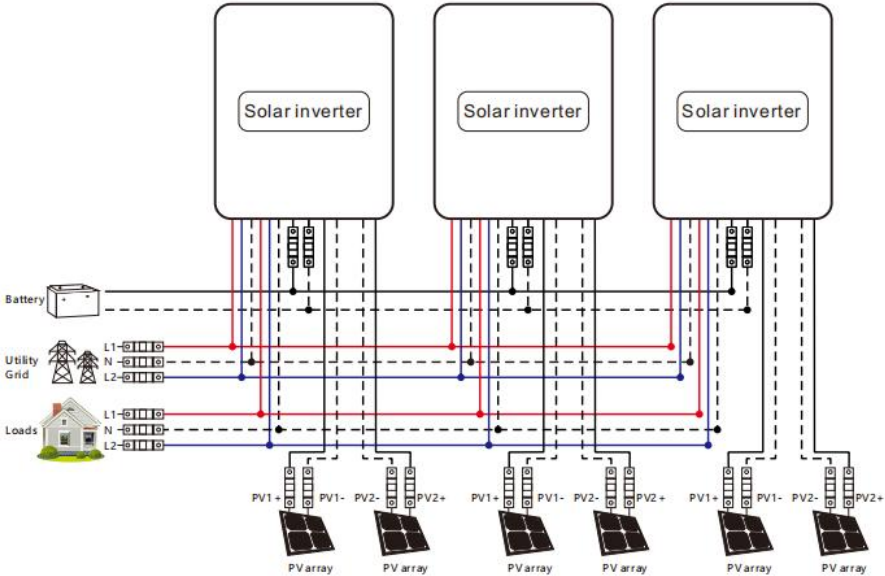 Solar inverter Solar inverter Solar inverter
Battery
L1
Utility N
Grid L2
L1
Loads N
L2
PV1+ PV1- PV2- PV2+ PV1+ PV1- PV2- PV2+ PV1+ PV1- PV2- PV2+
PV array PV array PV array PV array PV array PV array